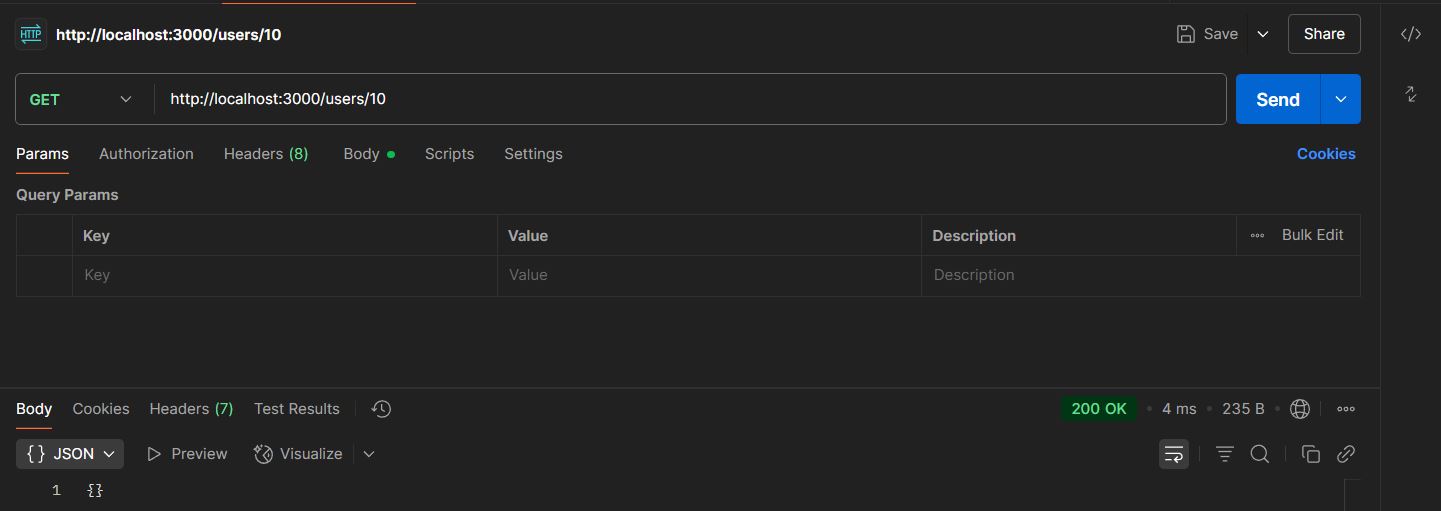 HTTP http://localhost:3000/users/10 Save Share </>
GET http://localhost:3000/users/10 Send
Params Authorization Headers (8) Body Scripts Settings Cookies
Query Params
Key Value Description Bulk Edit
Key Value Description
Body Cookies Headers (7) Test Results 200 OK • 4 ms • 235 B •
{} JSON Preview Visualize
1 {}